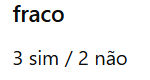 fraco
3 sim / 2 não